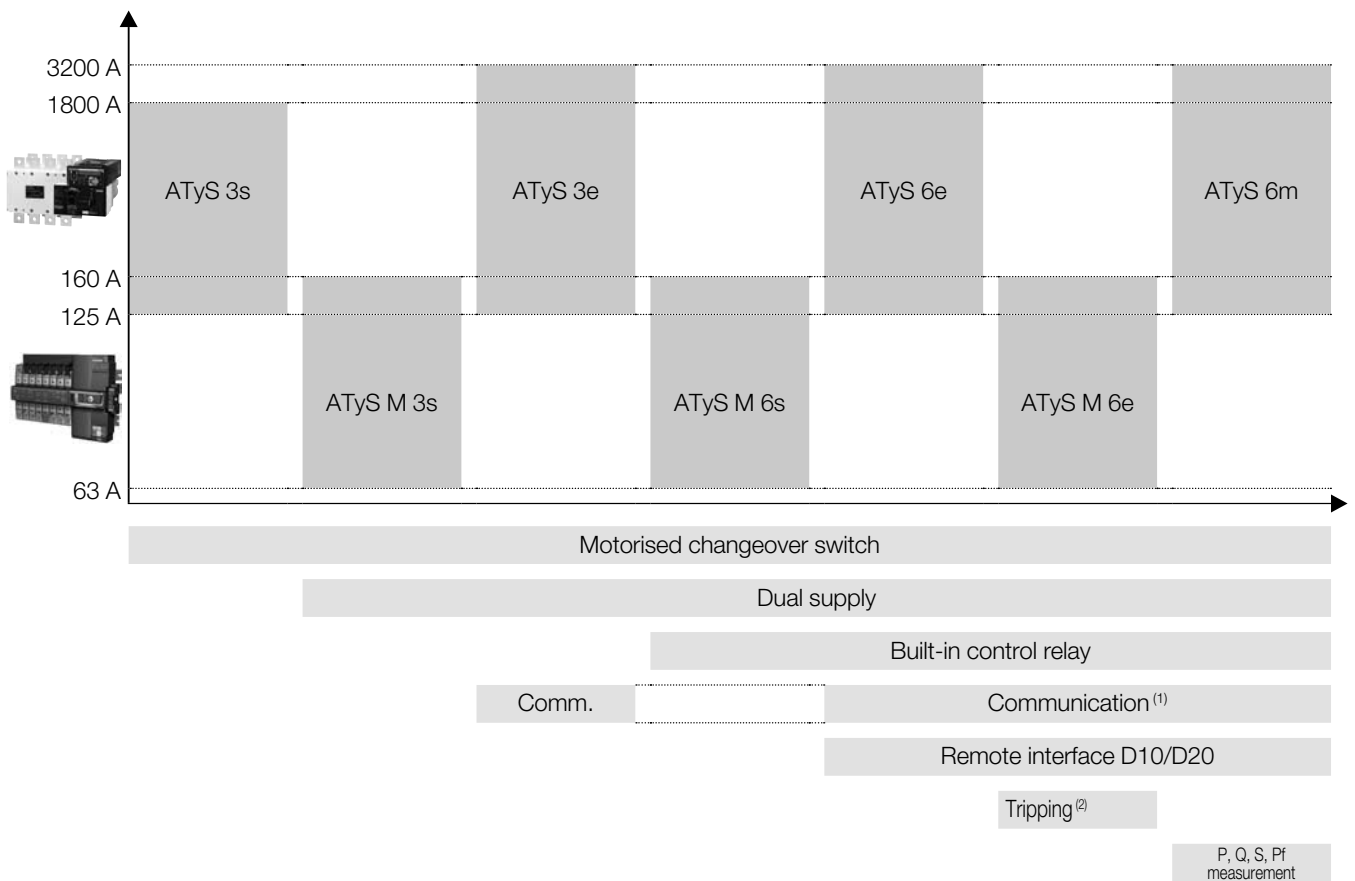 3200 A
1800 A
ATyS 3s
ATyS 3e
ATyS 6e
ATyS 6m
160 A
125 A
ATyS M 3s
ATyS M 6s
ATyS M 6e
63 A
Motorised changeover switch
Dual supply
Built-in control relay
Comm.
Communication (1)
Remote interface D10/D20
Tripping (2)
P, Q, S, Pf
measurement